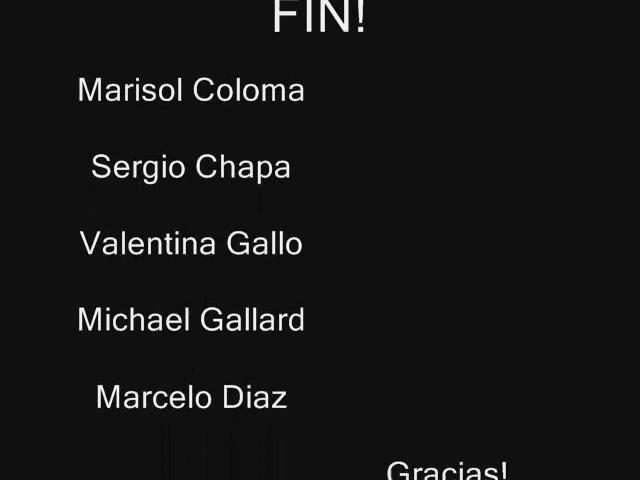 FIN!
Marisol Coloma
Sergio Chapa
Valentina Gallo
Michael Gallard
Marcelo Diaz
Gracias!